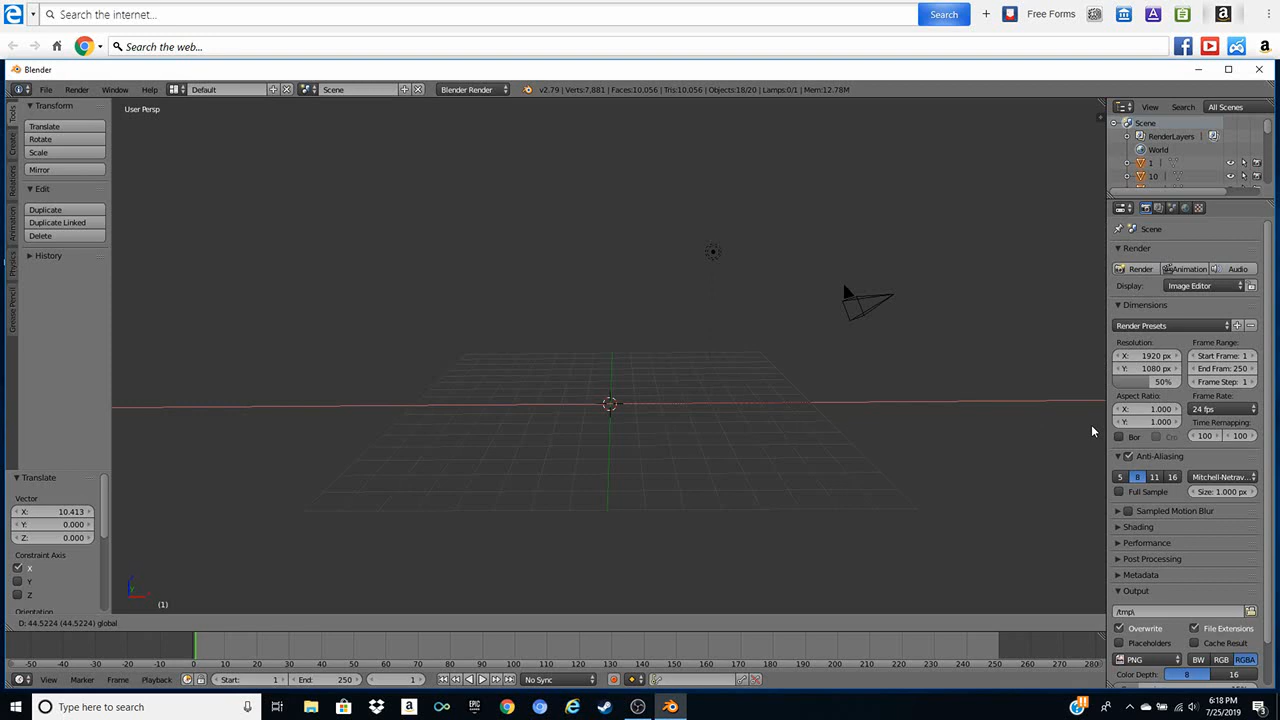 Search the internet...
Search
Free Forms
Search the web...
Blender
File Render Window Help
Default
Scene
Blender Render
v2.79 | Verts:7,881 | Faces:10,056 | Tris:10,056 | Objects:18/20 | Lamps:0/1 | Mem:12.78M
User Persp
View Search All Scenes
Scene
RenderLayers
World
1
10
Tools
Create
Relations
Animation
Physics
Grease Pencil
Transform
Translate
Rotate
Scale
Mirror
Edit
Duplicate
Duplicate Linked
Delete
History
Translate
Vector
X: 10.413
Y: 0.000
Z: 0.000
Constraint Axis
X
Y
Z
Orientation
(1)
D: 44.5224 (44.5224) global
Scene
Render
Render Animation Audio
Display: Image Editor
Dimensions
Render Presets
Resolution: Frame Range:
X: 1920 px Start Frame: 1
Y: 1080 px End Fram: 250
50% Frame Step: 1
Aspect Ratio: Frame Rate:
X: 1.000 24 fps
Y: 1.000 Time Remapping:
Bor Cro 100 100
Anti-Aliasing
5 8 11 16 Mitchell-Netrav...
Full Sample Size: 1.000 px
Sampled Motion Blur
Shading
Performance
Post Processing
Metadata
Output
/tmp\
Overwrite File Extensions
Placeholders Cache Result
PNG BW RGB RGBA
Color Depth: 8 16
-50 -40 -30 -20 -10 0 10 20 30 40 50 60 70 80 90 100 110 120 130 140 150 160 170 180 190 200 210 220 230 240 250 260 270 280
View Marker Frame Playback
Start: 1 End: 250 1
No Sync
Type here to search
EPIC
6:18 PM
7/25/2019